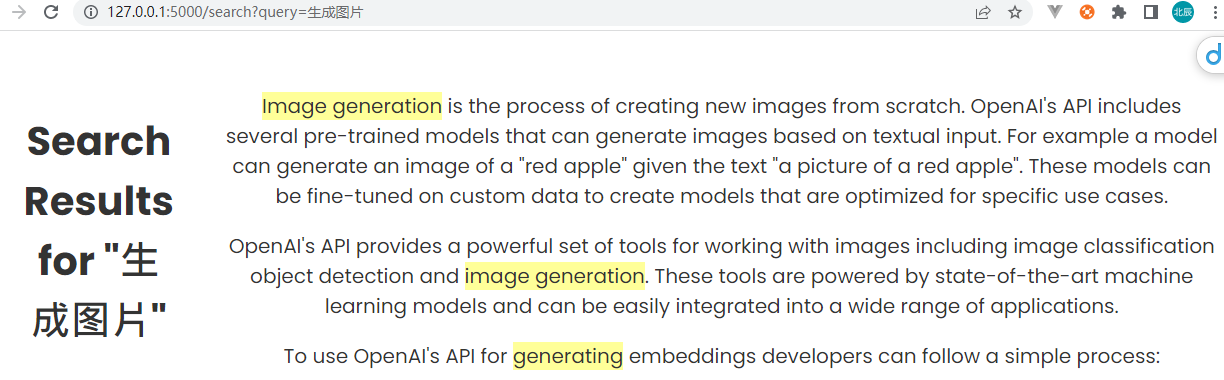 127.0.0.1:5000/search?query=生成图片
北辰
Search
Results
for "生
成图片"
Image generation is the process of creating new images from scratch. OpenAI's API includes
several pre-trained models that can generate images based on textual input. For example a model
can generate an image of a "red apple" given the text "a picture of a red apple". These models can
be fine-tuned on custom data to create models that are optimized for specific use cases.
OpenAI's API provides a powerful set of tools for working with images including image classification
object detection and image generation. These tools are powered by state-of-the-art machine
learning models and can be easily integrated into a wide range of applications.
To use OpenAI's API for generating embeddings developers can follow a simple process: